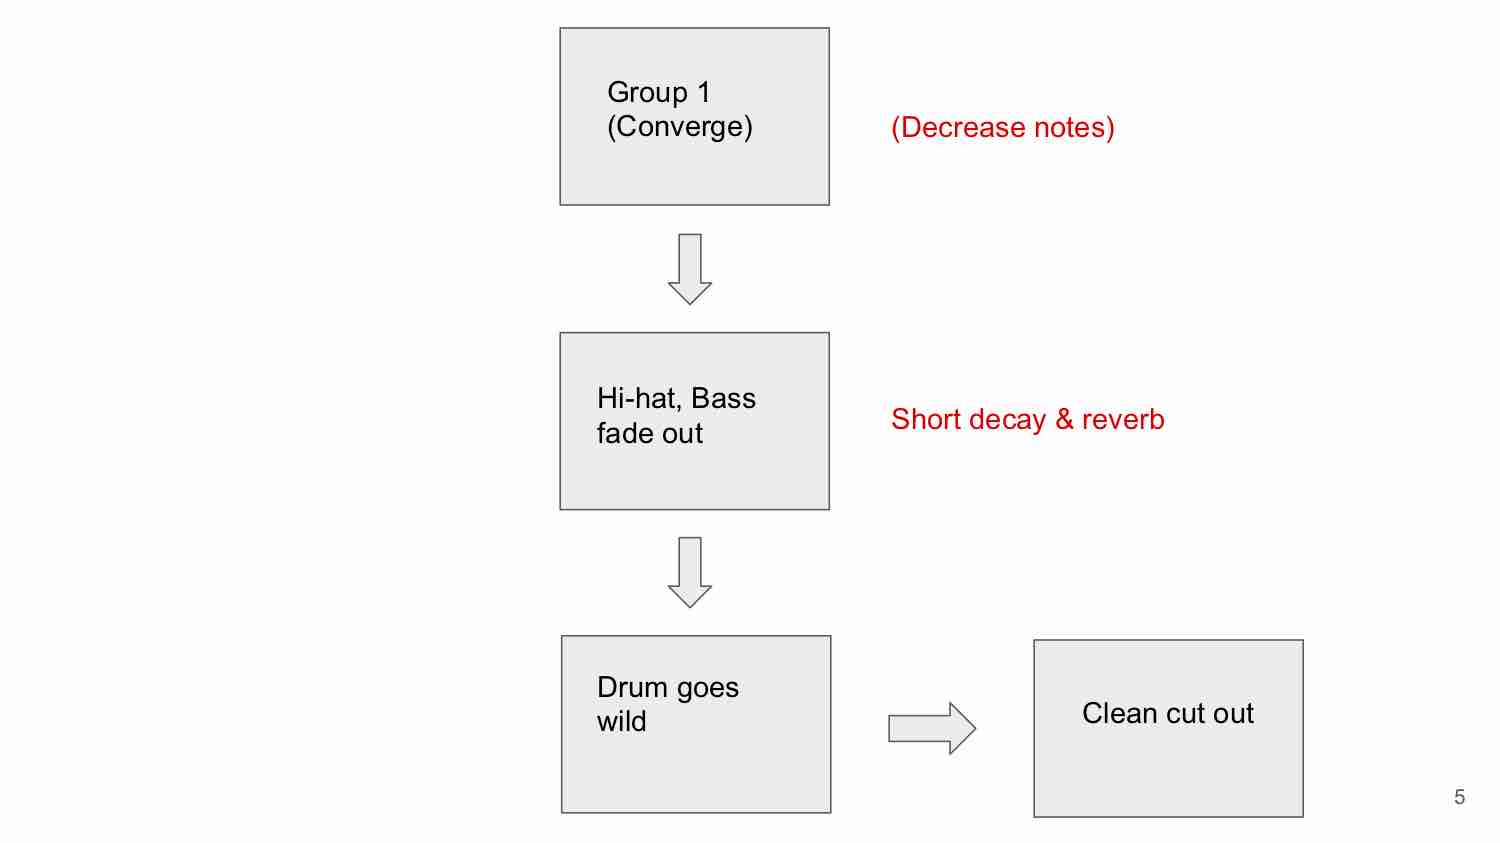 Group 1
(Converge)
(Decrease notes)
Hi-hat, Bass
fade out
Short decay & reverb
Drum goes
wild
Clean cut out
5